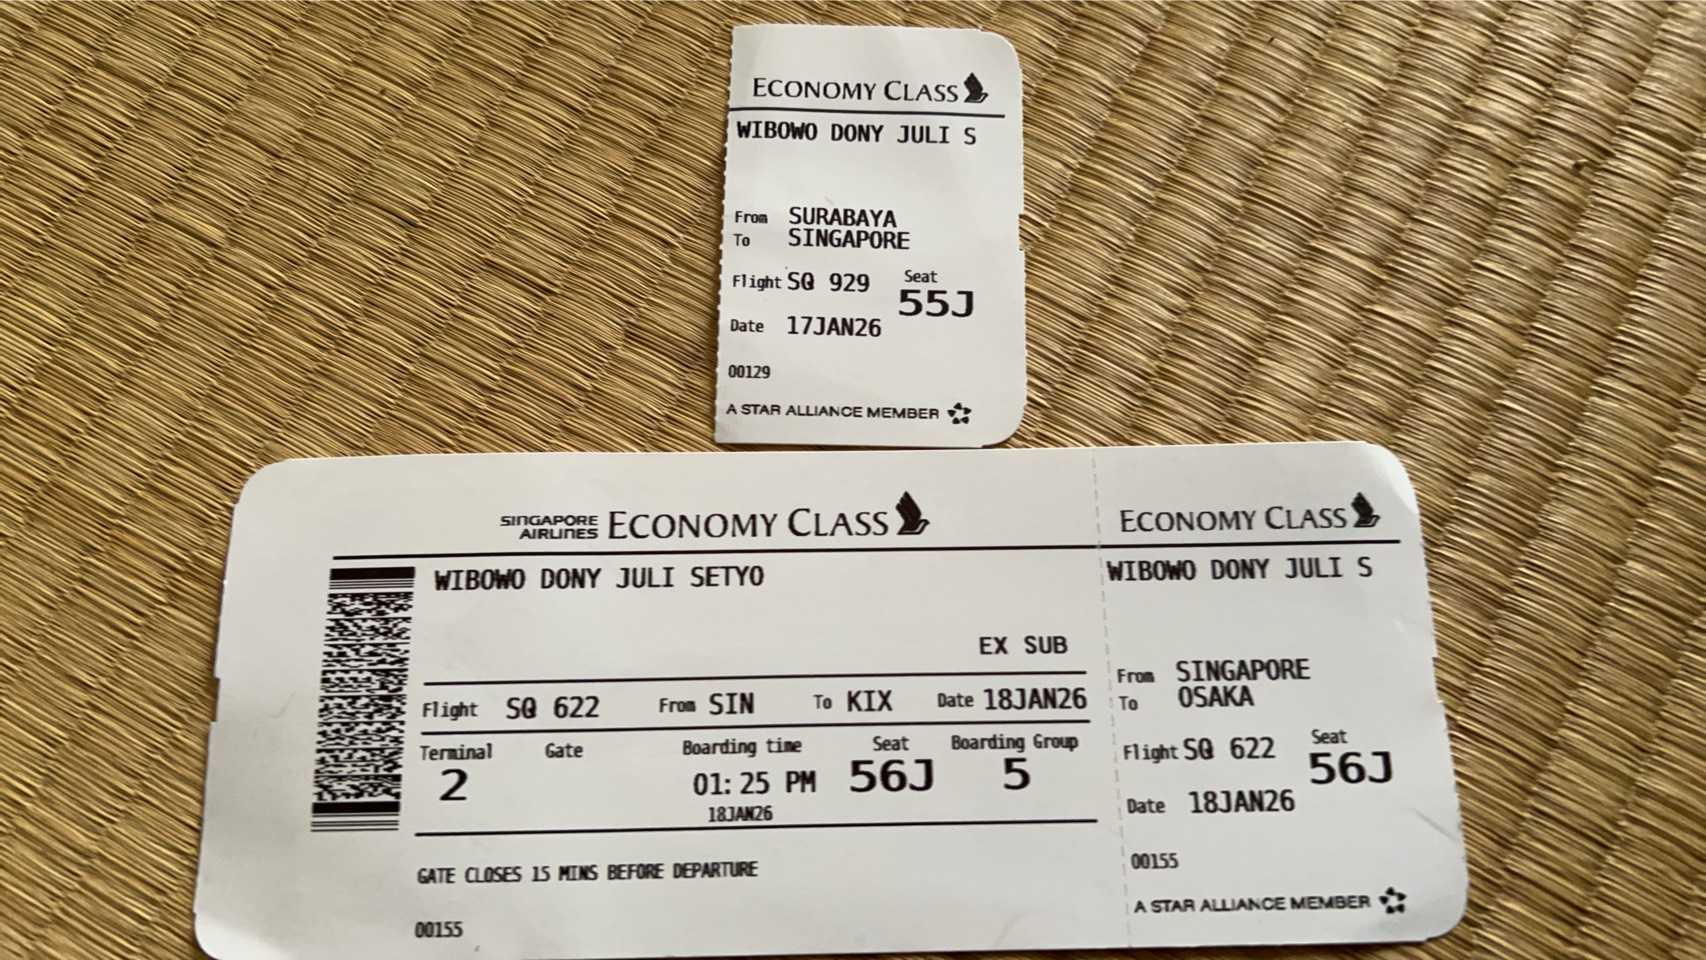 ECONOMY CLASS
WIBOWO DONY JULI S
From SURABAYA
To SINGAPORE
Flight SQ 929 Seat
55J
Date 17JAN26
00129
A STAR ALLIANCE MEMBER
SINGAPORE AIRLINES ECONOMY CLASS
WIBOWO DONY JULI SETYO
EX SUB
Flight SQ 622 From SIN To KIX Date 18JAN26
Terminal Gate Boarding time Seat Boarding Group
2 01:25 PM 56J 5
18JAN26
GATE CLOSES 15 MINS BEFORE DEPARTURE
00155
ECONOMY CLASS
WIBOWO DONY JULI S
From SINGAPORE
To OSAKA
Flight SQ 622 Seat
56J
Date 18JAN26
00155
A STAR ALLIANCE MEMBER